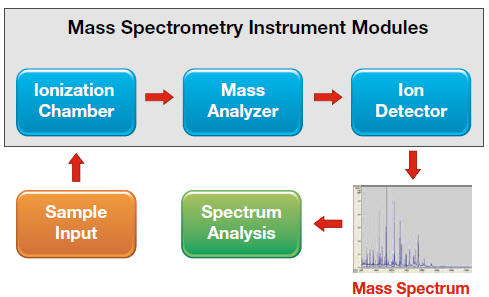 Mass Spectrometry Instrument Modules
Ionization
Chamber
Mass
Analyzer
Ion
Detector
Sample
Input
Spectrum
Analysis
Mass Spectrum